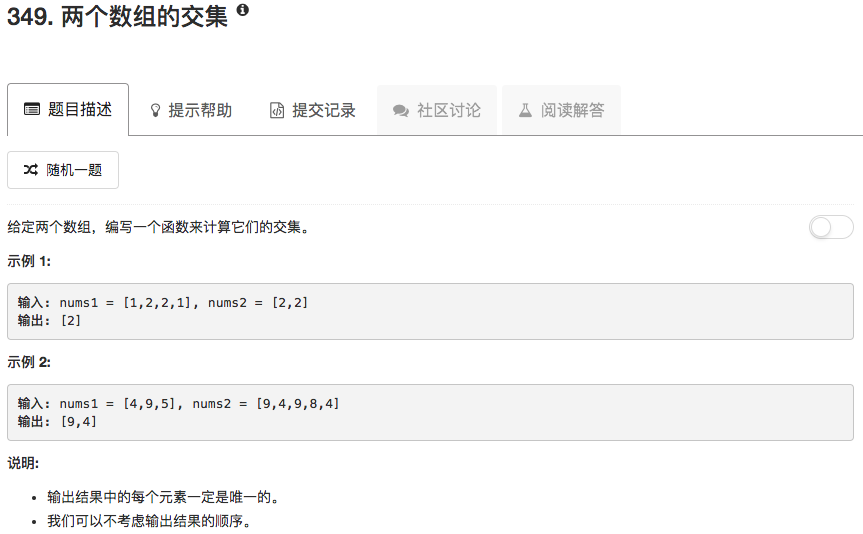 349. 两个数组的交集
题目描述 提示帮助 提交记录 社区讨论 阅读解答
随机一题
给定两个数组，编写一个函数来计算它们的交集。
示例 1:
输入: nums1 = [1,2,2,1], nums2 = [2,2]
输出: [2]
示例 2:
输入: nums1 = [4,9,5], nums2 = [9,4,9,8,4]
输出: [9,4]
说明:
• 输出结果中的每个元素一定是唯一的。
• 我们可以不考虑输出结果的顺序。